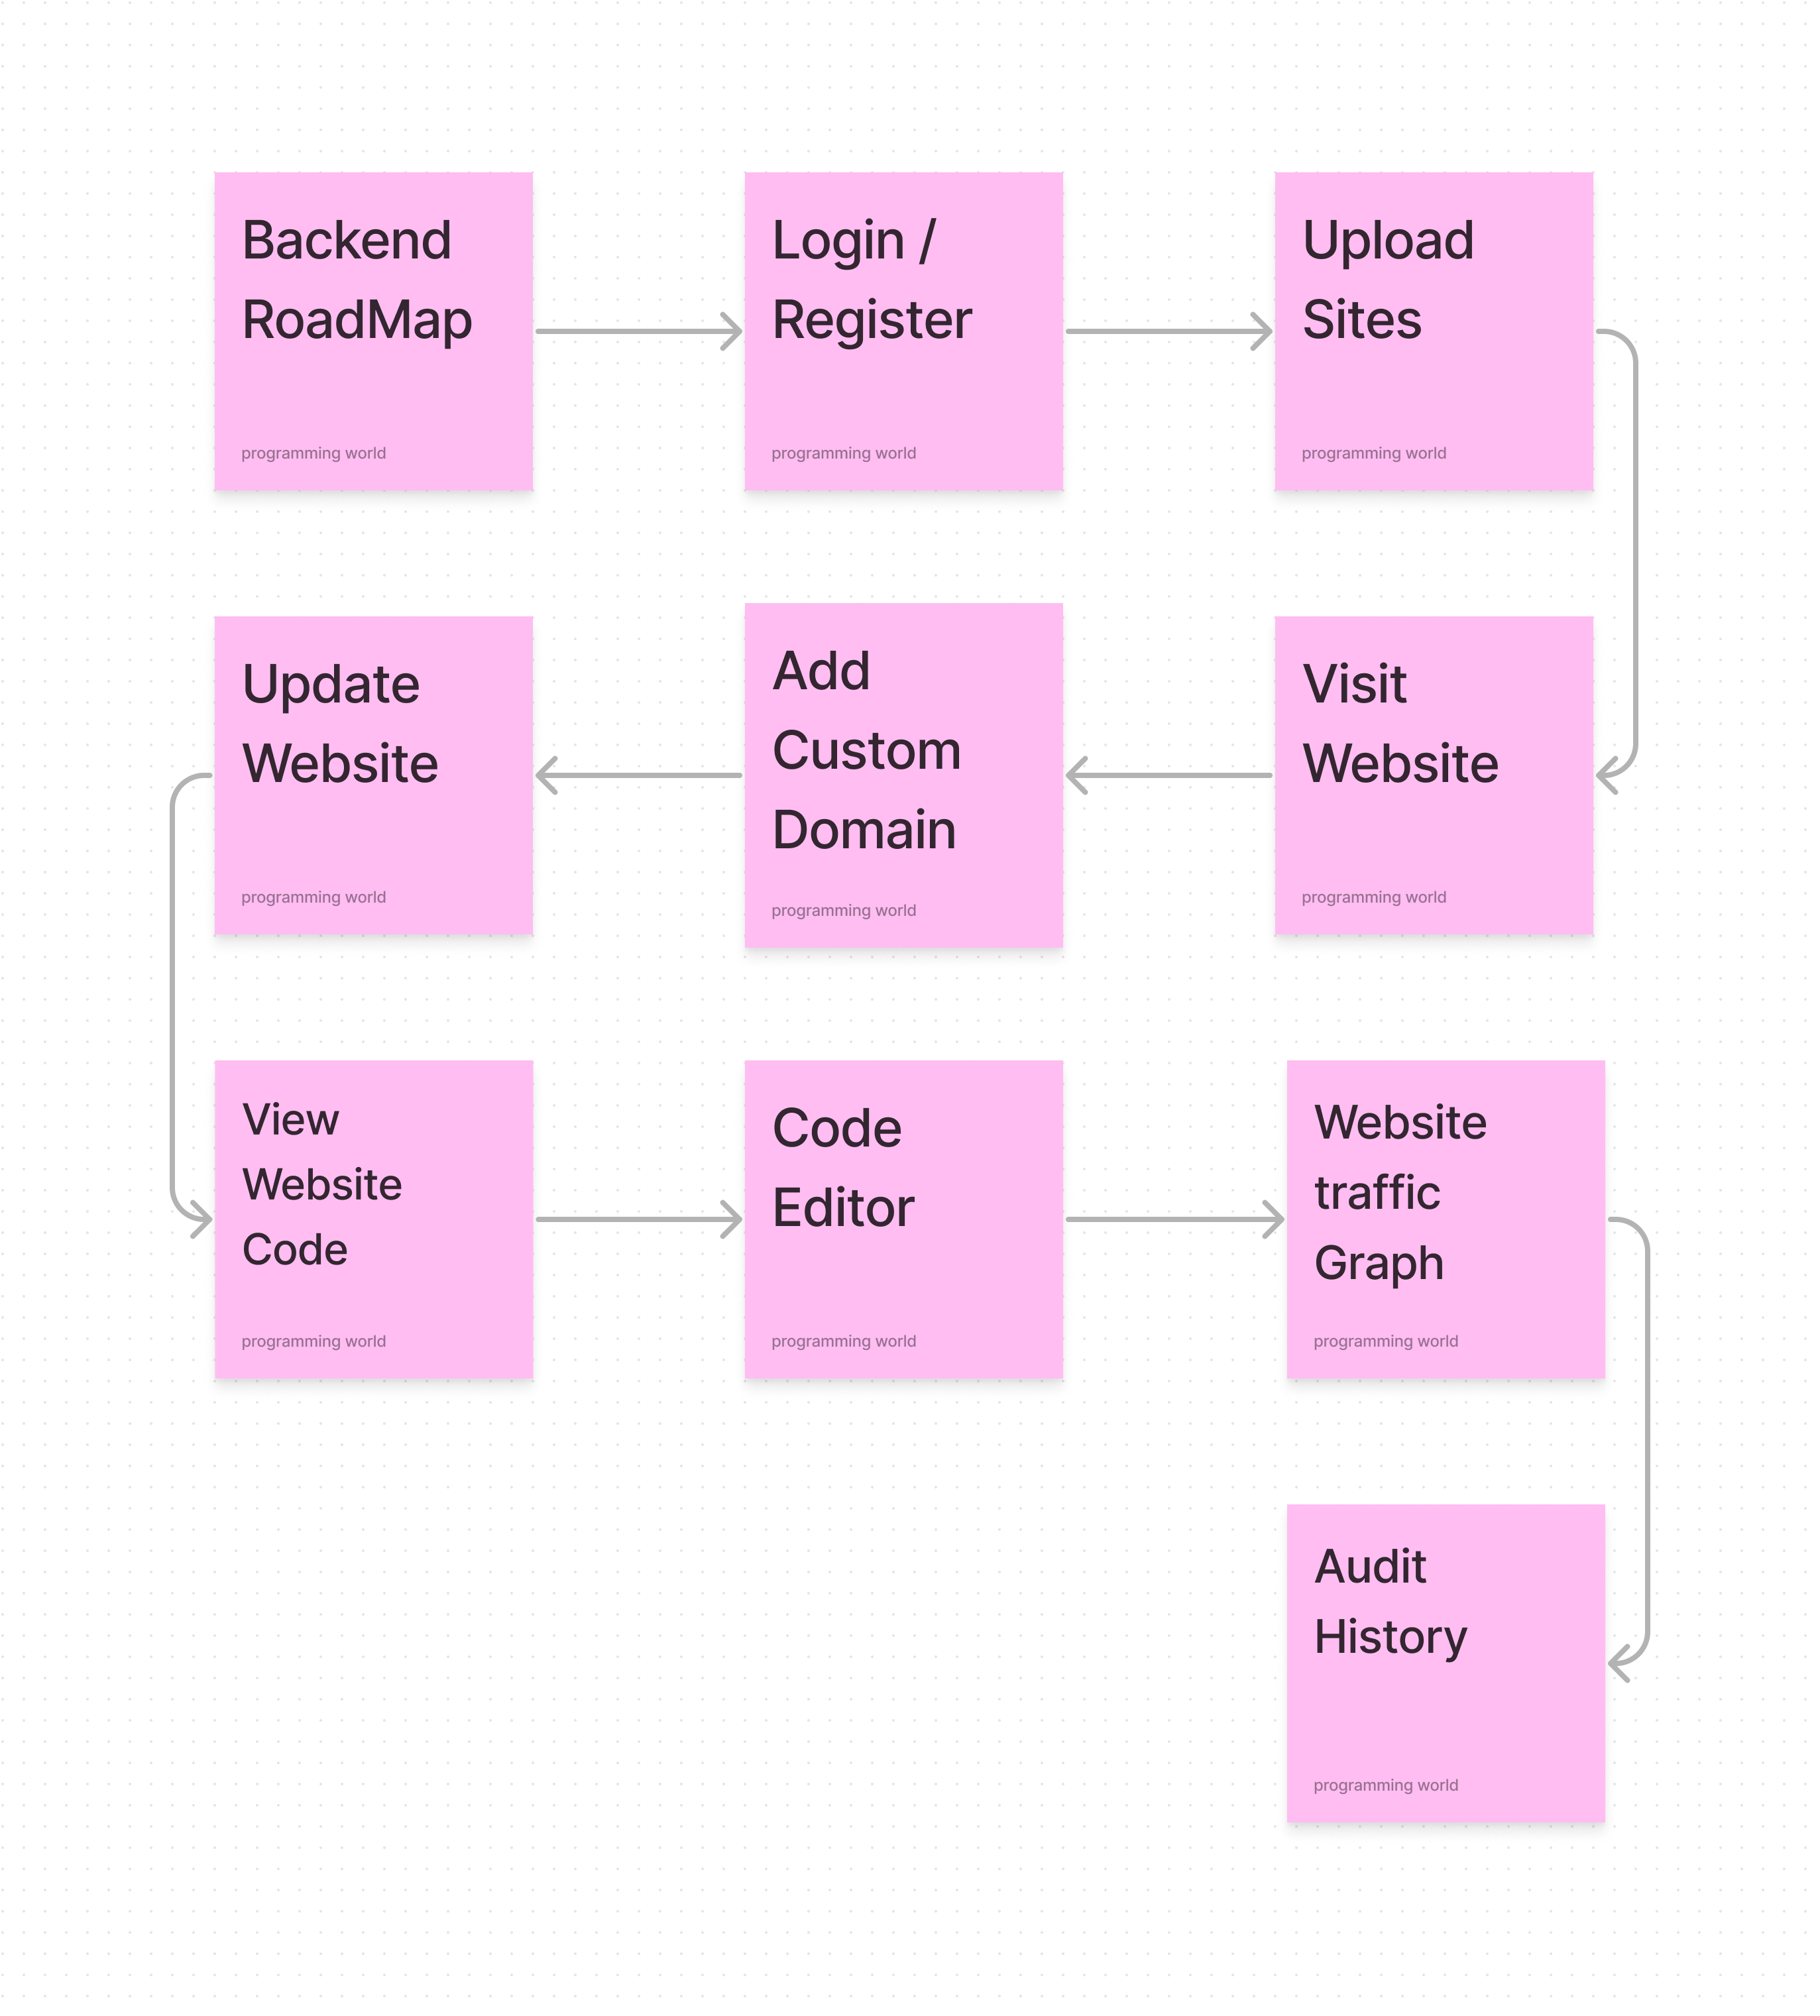 Backend
RoadMap
programming world
Login /
Register
programming world
Upload
Sites
programming world
Visit
Website
programming world
Add
Custom
Domain
programming world
Update
Website
programming world
View
Website
Code
programming world
Code
Editor
programming world
Website
traffic
Graph
programming world
Audit
History
programming world